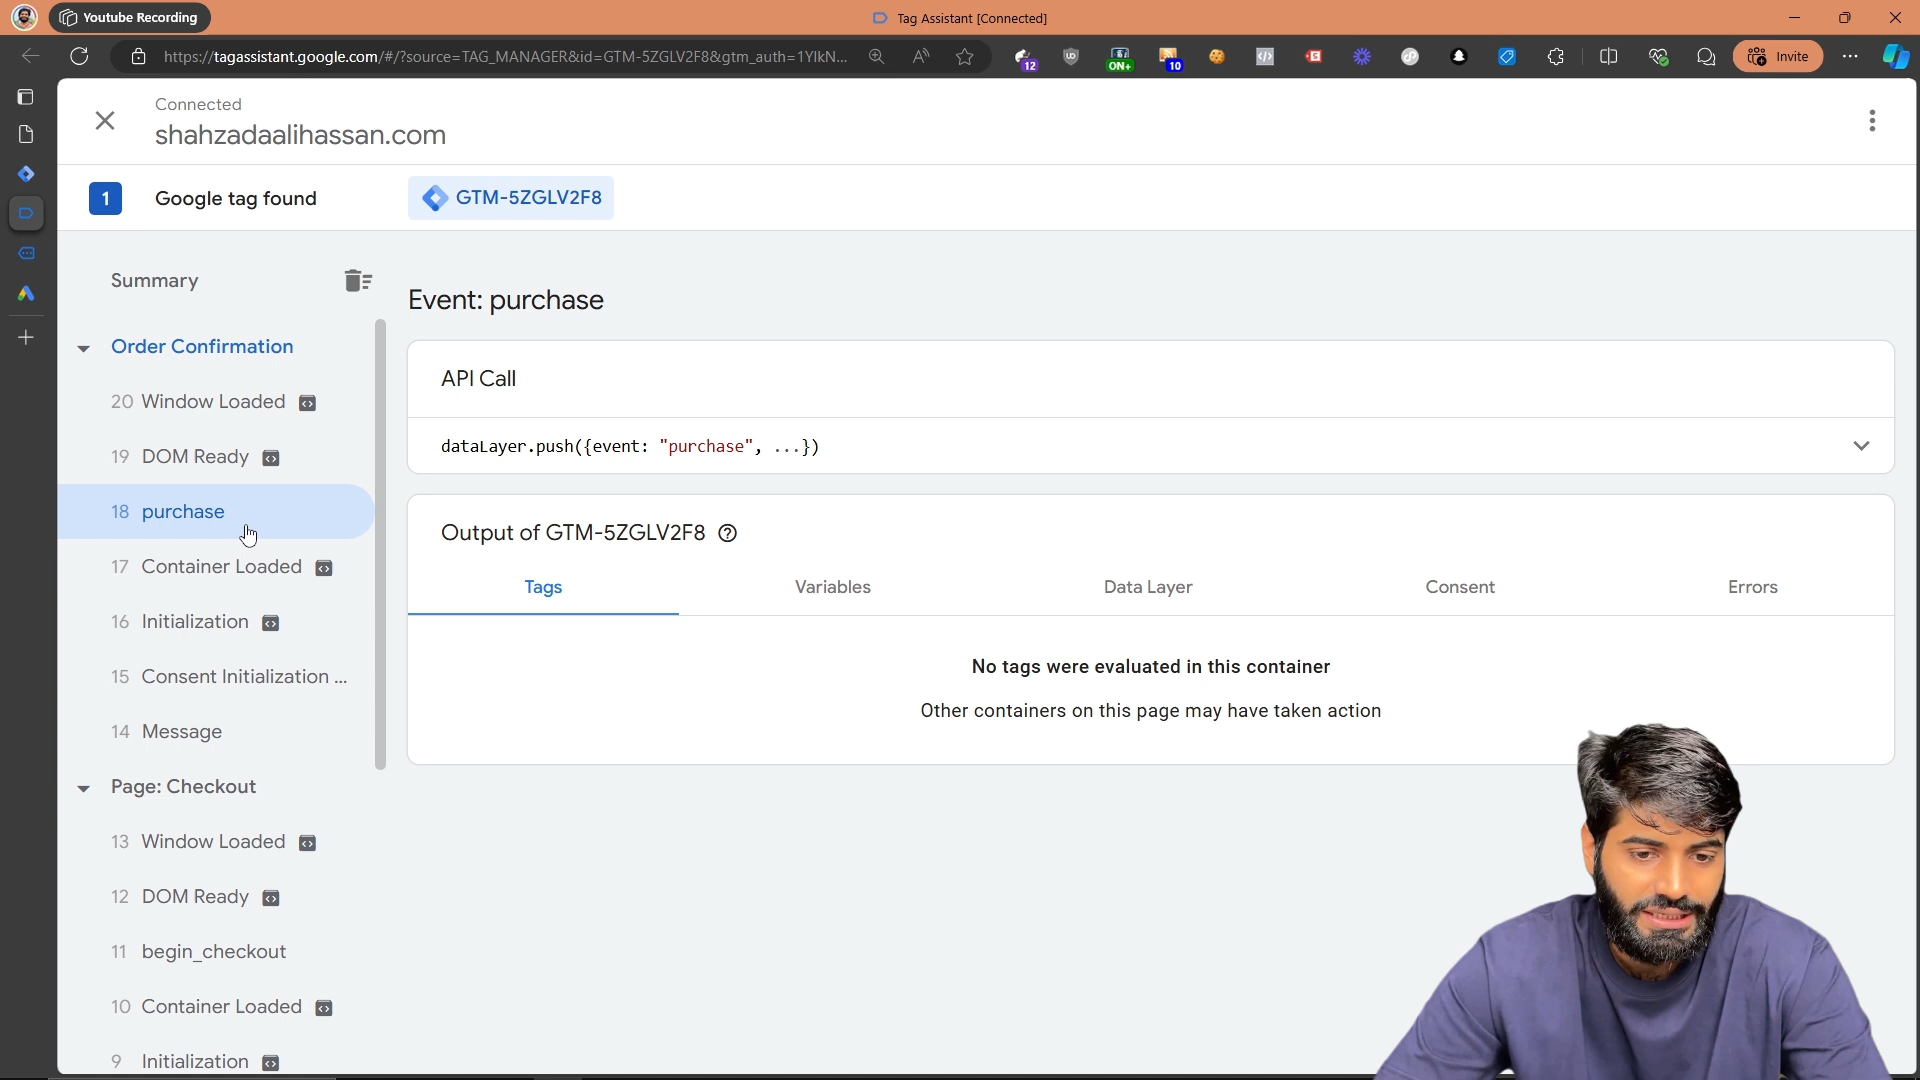 Youtube Recording
Tag Assistant [Connected]
https://tagassistant.google.com/#/?source=TAG_MANAGER&id=GTM-5ZGLV2F8&gtm_auth=1YlkN...
12
ON+
10
Invite
Connected
shahzadaalihassan.com
1
Google tag found
GTM-5ZGLV2F8
Summary
Order Confirmation
20 Window Loaded
19 DOM Ready
18 purchase
17 Container Loaded
16 Initialization
15 Consent Initialization ...
14 Message
Page: Checkout
13 Window Loaded
12 DOM Ready
11 begin_checkout
10 Container Loaded
9 Initialization
Event: purchase
API Call
dataLayer.push({event: "purchase", ...})
Output of GTM-5ZGLV2F8
Tags
Variables
Data Layer
Consent
Errors
No tags were evaluated in this container
Other containers on this page may have taken action